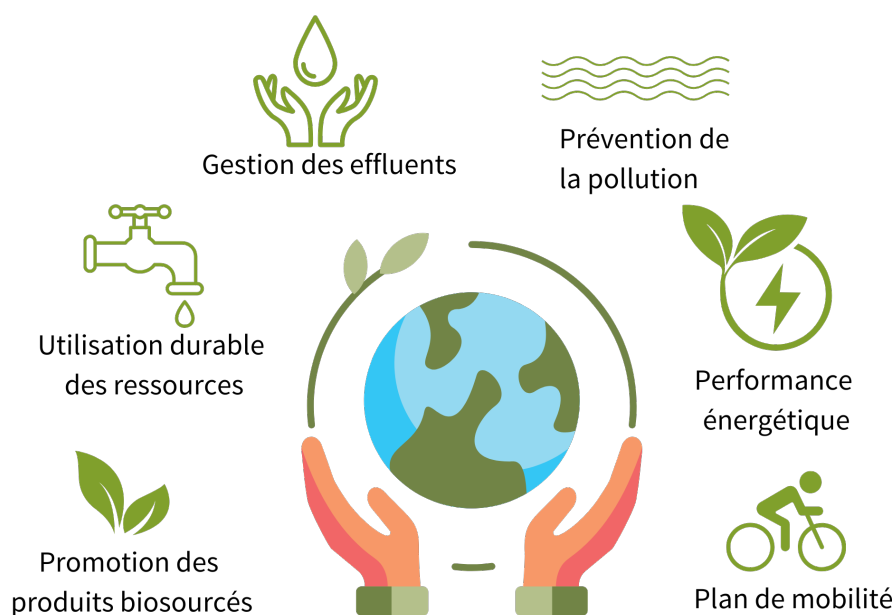 Gestion des effluents
Prévention de
la pollution
Utilisation durable
des ressources
Performance
énergétique
Promotion des
produits biosourcés
Plan de mobilité